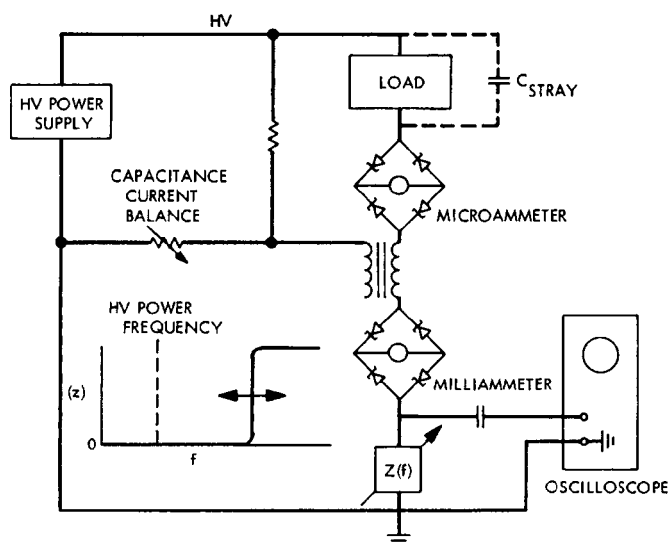 HV
HV POWER
SUPPLY
LOAD
C STRAY
CAPACITANCE
CURRENT
BALANCE
MICROAMMETER
HV POWER
FREQUENCY
(z)
0
f
MILLIAMMETER
Z(f)
OSCILLOSCOPE